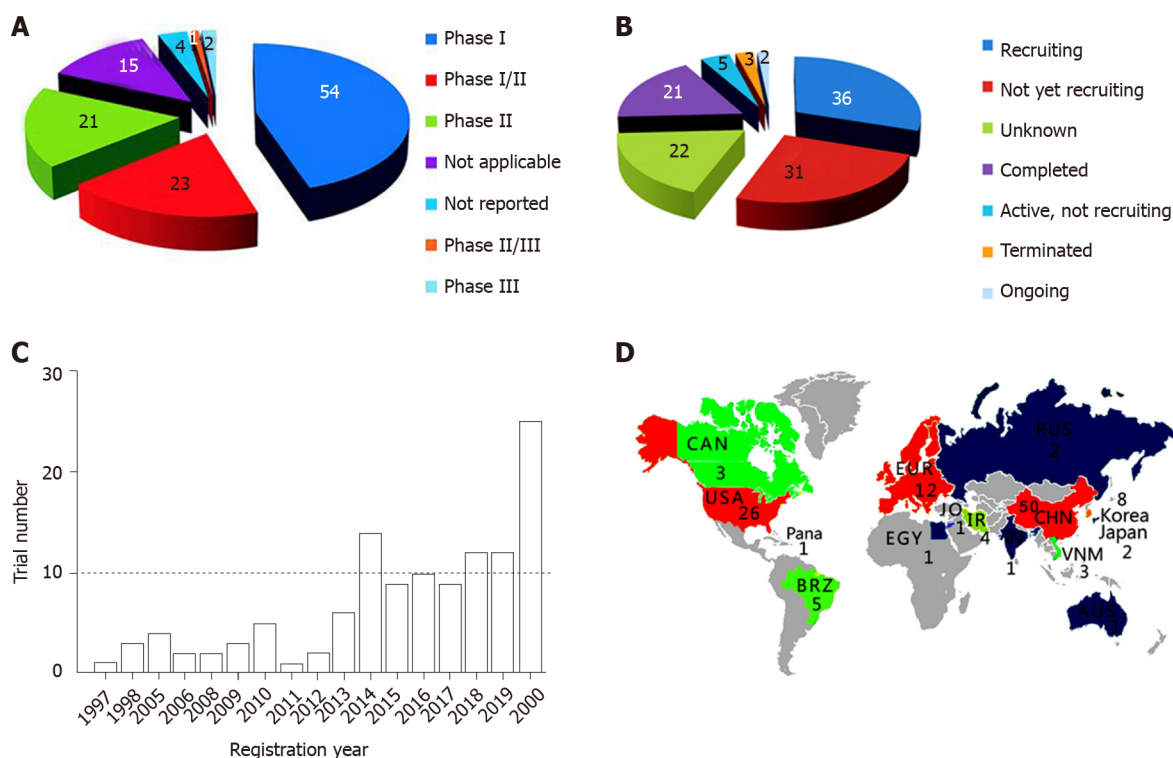 A
54
23
21
15
4
1
2
Phase I
Phase I/II
Phase II
Not applicable
Not reported
Phase II/III
Phase III
B
36
31
22
21
5
3
2
Recruiting
Not yet recruiting
Unknown
Completed
Active, not recruiting
Terminated
Ongoing
C
Trial number
30
20
10
0
1997
1998
2005
2006
2008
2009
2010
2011
2012
2013
2014
2015
2016
2017
2018
2019
2000
Registration year
D
CAN
3
USA
26
Pana
1
BRZ
5
EUR
12
RUS
2
JO
1
IR
4
EGY
1
IN
1
50
CHN
8
Korea
Japan
2
VNM
3
AUS